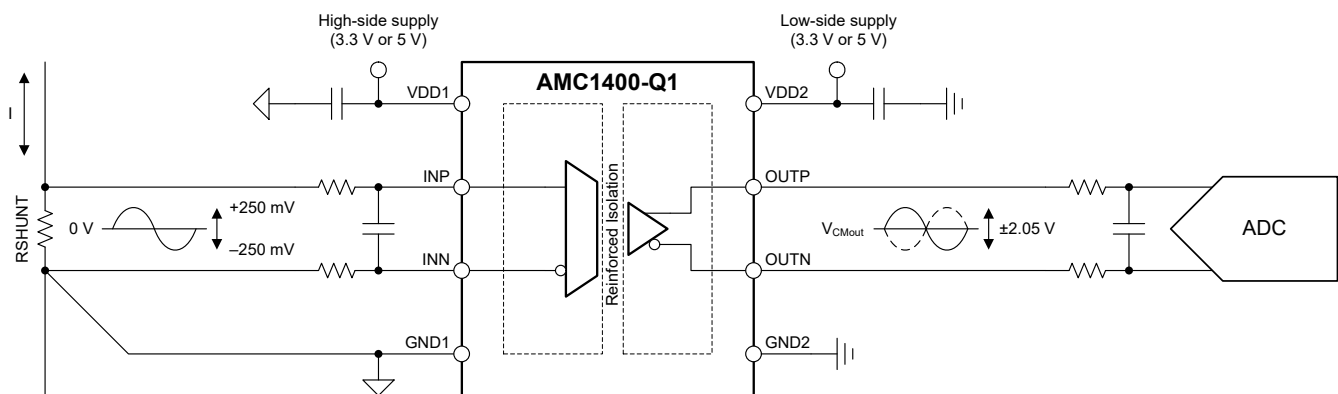 High-side supply
(3.3 V or 5 V)
Low-side supply
(3.3 V or 5 V)
AMC1400-Q1
I
VDD1
VDD2
INP
OUTP
RSHUNT
0 V
+250 mV
–250 mV
Reinforced Isolation
VCMout
±2.05 V
ADC
INN
OUTN
GND1
GND2